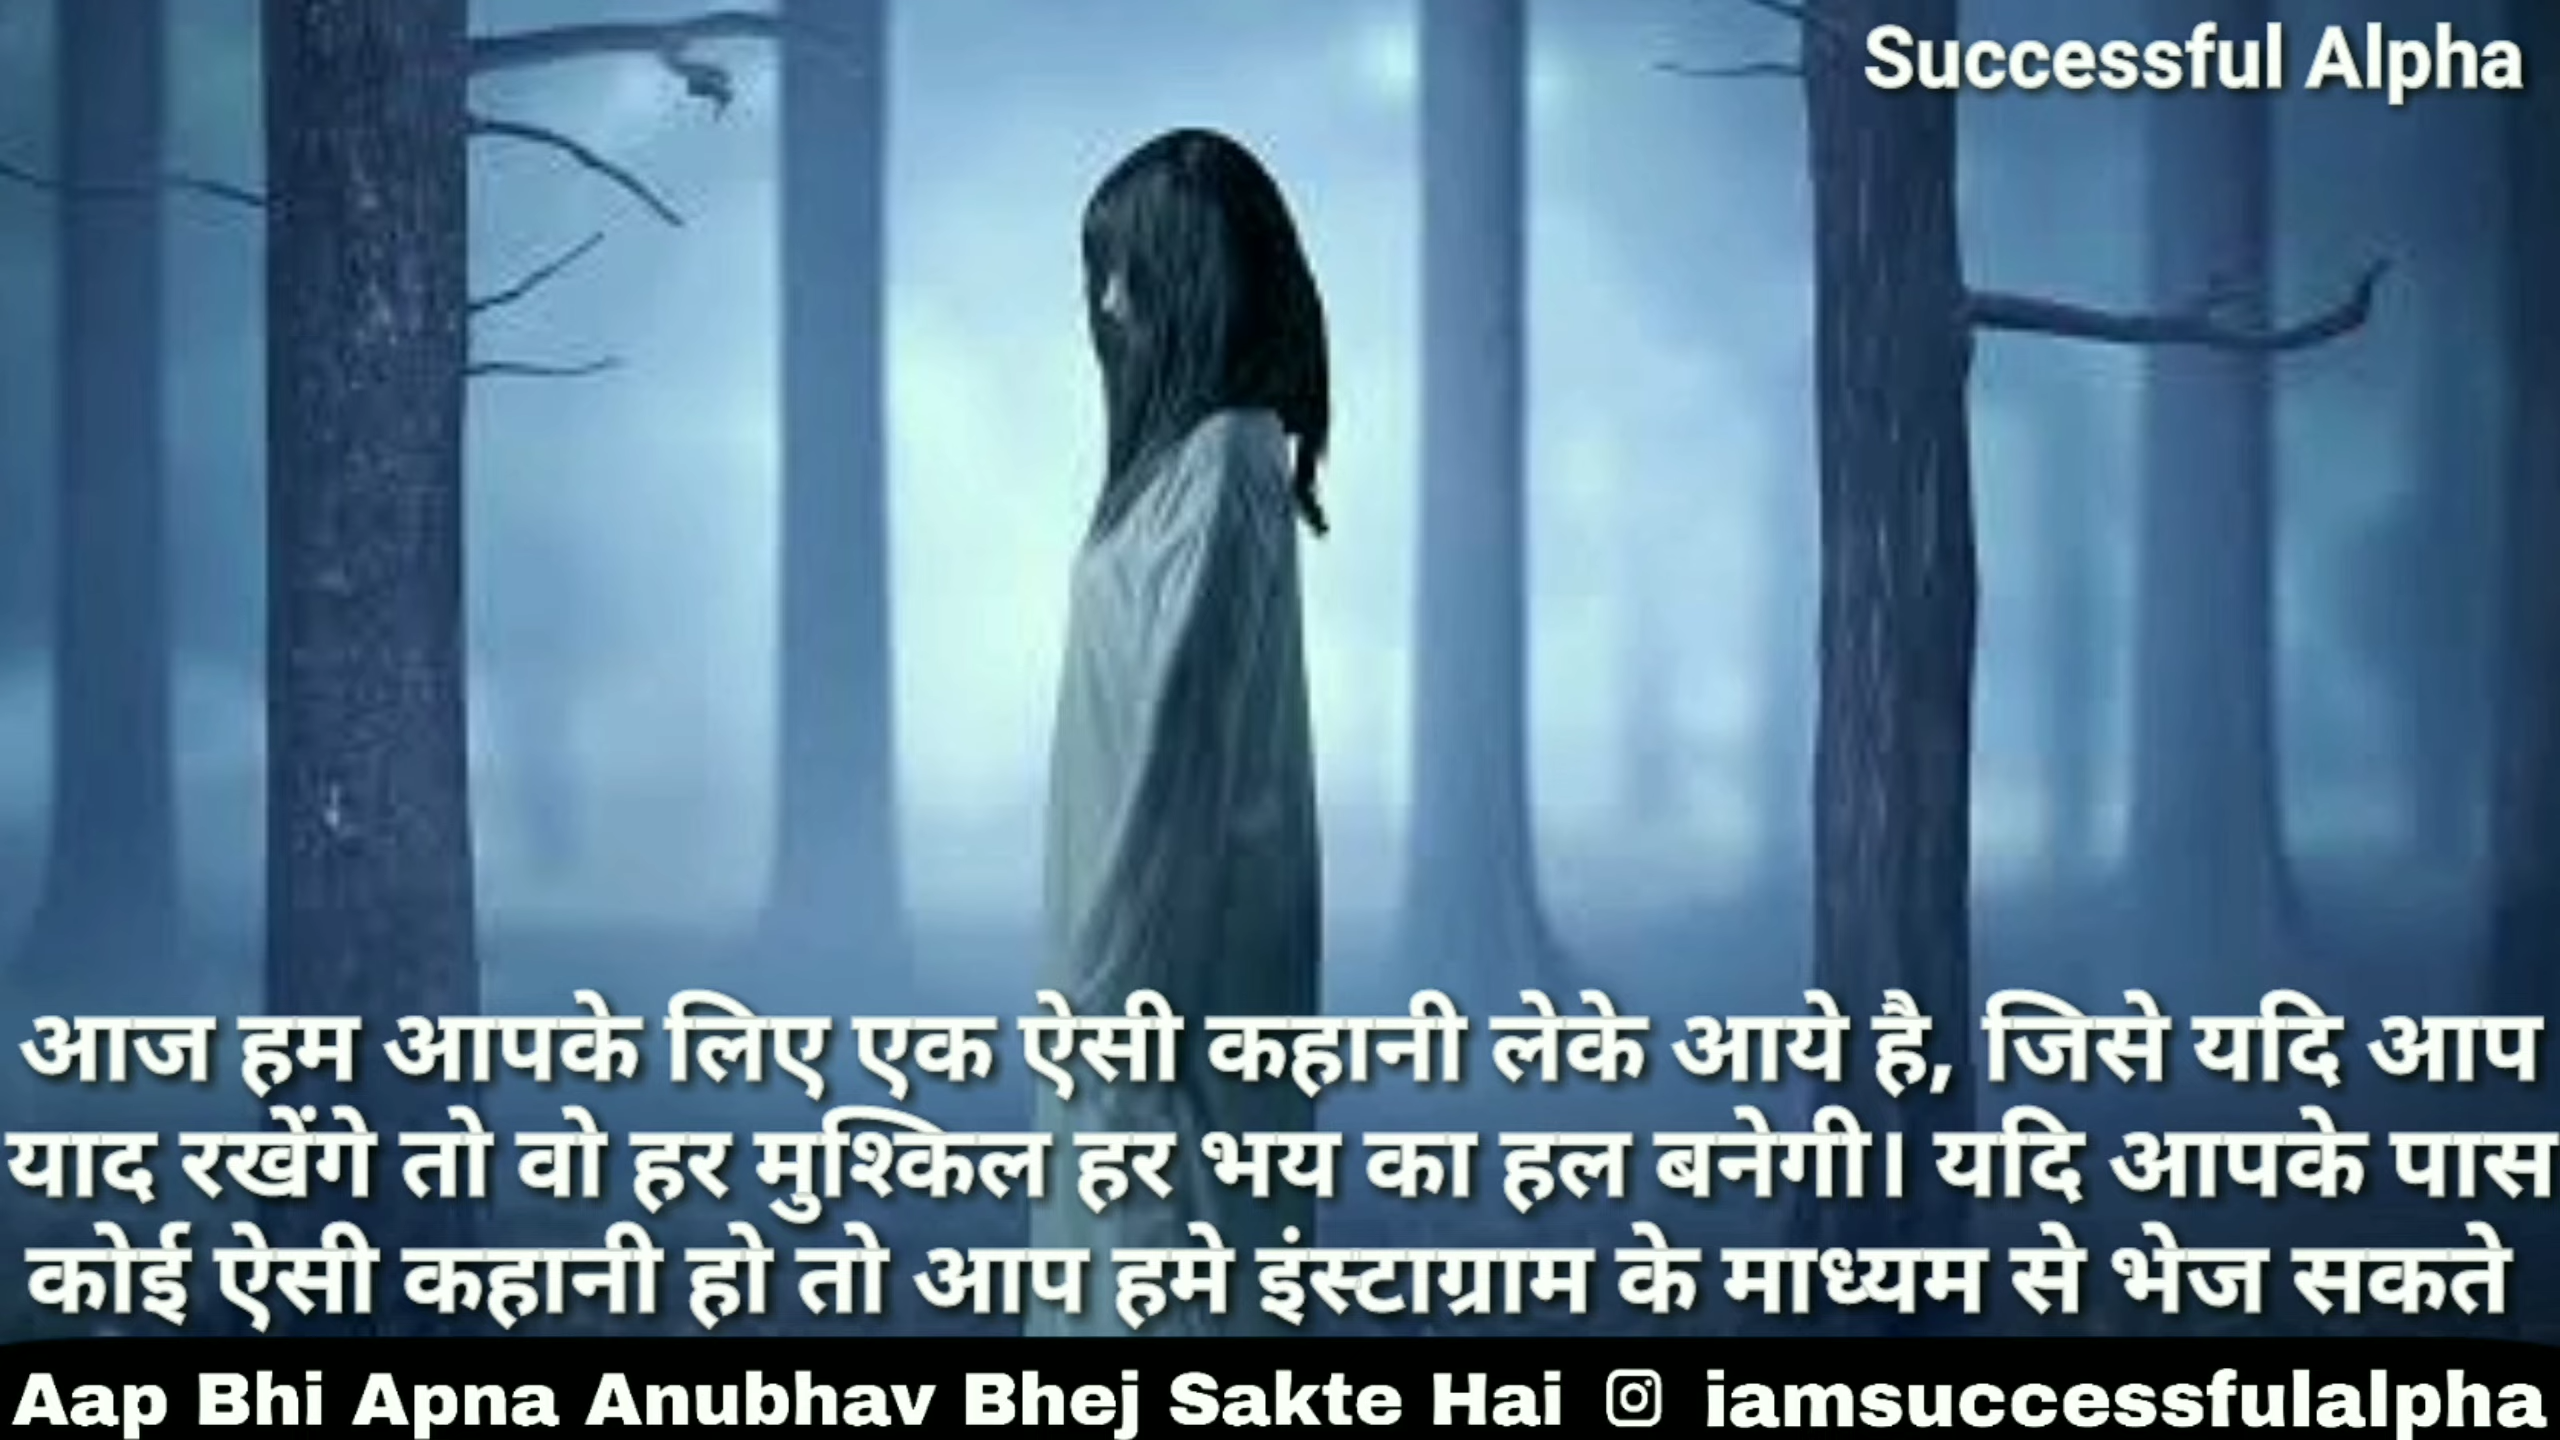 Successful Alpha
आज हम आपके लिए एक ऐसी कहानी लेके आये है, जिसे यदि आप
याद रखेंगे तो वो हर मुश्किल हर भय का हल बनेगी। यदि आपके पास
कोई ऐसी कहानी हो तो आप हमे इंस्टाग्राम के माध्यम से भेज सकते
Aap Bhi Apna Anubhav Bhej Sakte Hai iamsuccessfulalpha